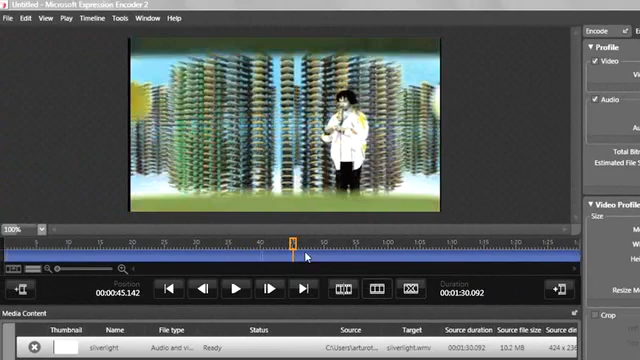 Untitled - Microsoft Expression Encoder 2
File Edit View Play Timeline Tools Window Help
Encode
Profile
Video
Audio
Total Bit
Estimated File S
Video Profile
Size
Resize M
Crop
100%
5 10 15 20 25 30 35 40 50 55 1:00 1:05 1:10 1:15 1:20 1:25
Position
00:00:45.142
Duration
00:01:30.092
Media Content
Thumbnail Name File type Status Source Target Source duration Source file size Source dim
silverlight Audio and vi... Ready C:\Users\arturot... silverlight.wmv 00:01:30.092 10.2 MB 424 x 23